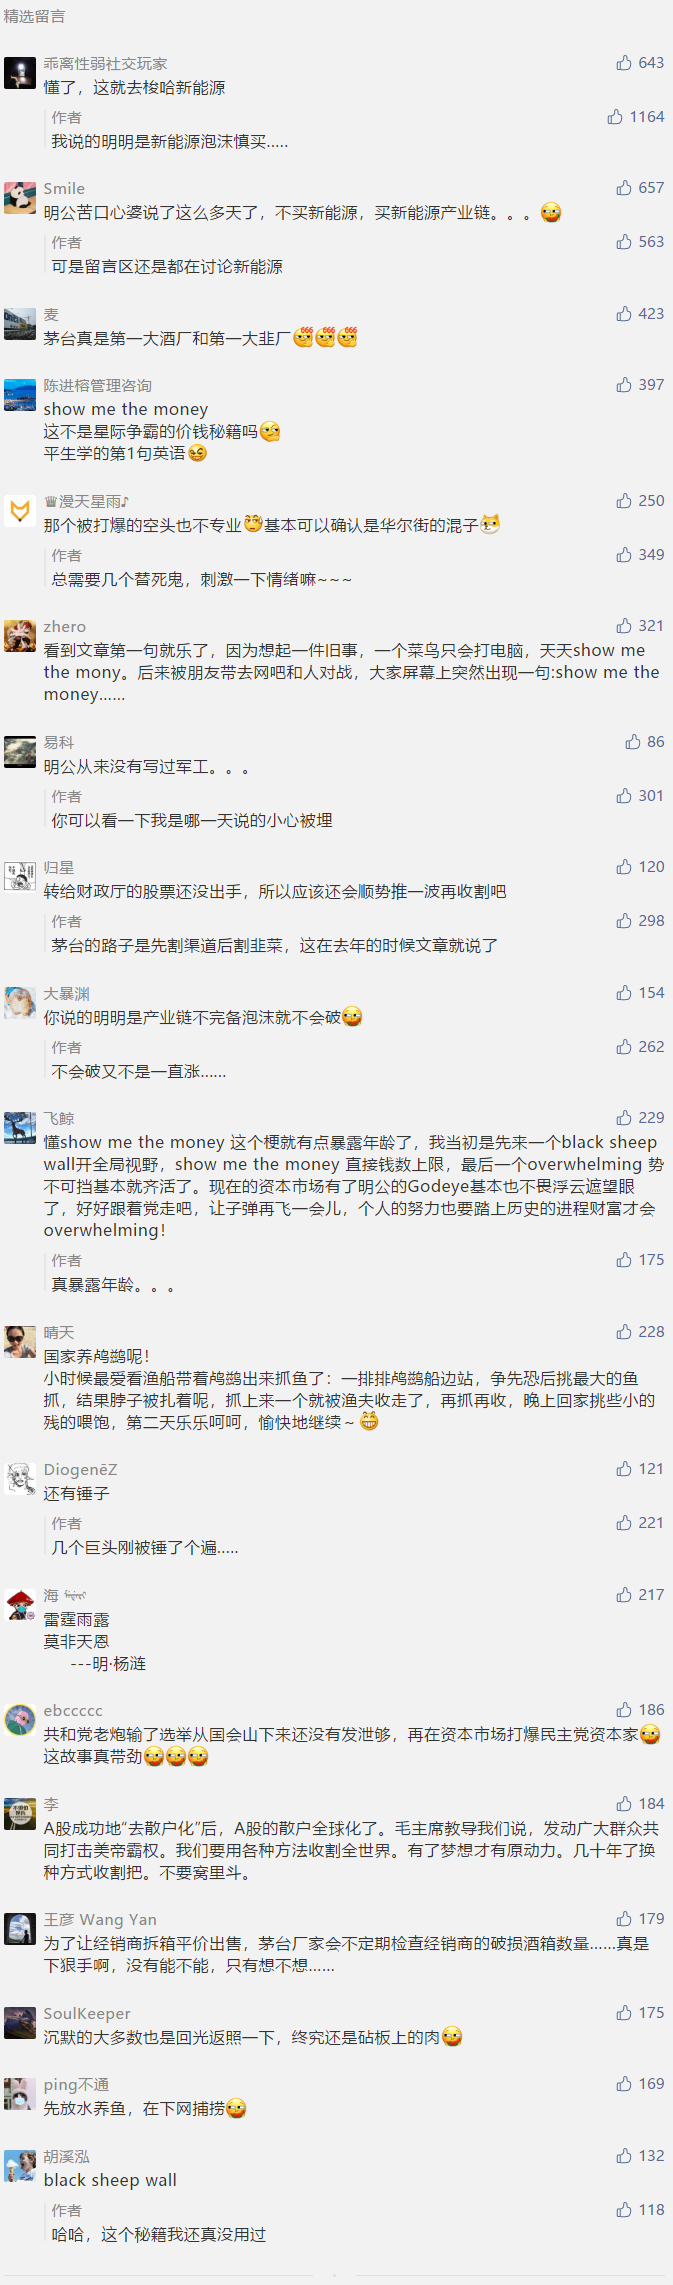 精选留言
乖离性弱社交玩家 643
懂了，这就去梭哈新能源
作者 1164
我说的明明是新能源泡沫慎买.....
Smile 657
明公苦口心婆说了这么多天了，不买新能源，买新能源产业链。。。
作者 563
可是留言区还是都在讨论新能源
麦 423
茅台真是第一大酒厂和第一大韭厂
陈进榕管理咨询 397
show me the money
这不是星际争霸的价钱秘籍吗
平生学的第1句英语
♛漫天星雨♪ 250
那个被打爆的空头也不专业基本可以确认是华尔街的混子
作者 349
总需要几个替死鬼，刺激一下情绪嘛~~~
zhero 321
看到文章第一句就乐了，因为想起一件旧事，一个菜鸟只会打电脑，天天show me
the mony。后来被朋友带去网吧和人对战，大家屏幕上突然出现一句:show me the
money......
易科 86
明公从来没有写过军工。。。
作者 301
你可以看一下我是哪一天说的小心被埋
归星 120
转给财政厅的股票还没出手，所以应该还会顺势推一波再收割吧
作者 298
茅台的路子是先割渠道后割韭菜，这在去年的时候文章就说了
大暴渊 154
你说的明明是产业链不完备泡沫就不会破
作者 262
不会破又不是一直涨......
飞鲸 229
懂show me the money 这个梗就有点暴露年龄了，我当初是先来一个black sheep
wall开全局视野，show me the money 直接钱数上限，最后一个overwhelming 势
不可挡基本就齐活了。现在的资本市场有了明公的Godeye基本也不畏浮云遮望眼
了，好好跟着党走吧，让子弹再飞一会儿，个人的努力也要踏上历史的进程财富才会
overwhelming！
作者 175
真暴露年龄。。。
晴天 228
国家养鸬鹚呢！
小时候最爱看渔船带着鸬鹚出来抓鱼了：一排排鸬鹚船边站，争先恐后挑最大的鱼
抓，结果脖子被扎着呢，抓上来一个就被渔夫收走了，再抓再收，晚上回家挑些小的
残的喂饱，第二天乐乐呵呵，愉快地继续～
DiogenēZ 121
还有锤子
作者 221
几个巨头刚被锤了个遍.....
海 217
雷霆雨露
莫非天恩
---明·杨涟
ebccccc 186
共和党老炮输了选举从国会山下来还没有发泄够，再在资本市场打爆民主党资本家
这故事真带劲
李 184
A股成功地“去散户化”后，A股的散户全球化了。毛主席教导我们说，发动广大群众共
同打击美帝霸权。我们要用各种方法收割全世界。有了梦想才有原动力。几十年了换
种方式收割把。不要窝里斗。
王彦 Wang Yan 179
为了让经销商拆箱平价出售，茅台厂家会不定期检查经销商的破损酒箱数量......真是
下狠手啊，没有能不能，只有想不想......
SoulKeeper 175
沉默的大多数也是回光返照一下，终究还是砧板上的肉
ping不通 169
先放水养鱼，在下网捕捞
胡溪泓 132
black sheep wall
作者 118
哈哈，这个秘籍我还真没用过